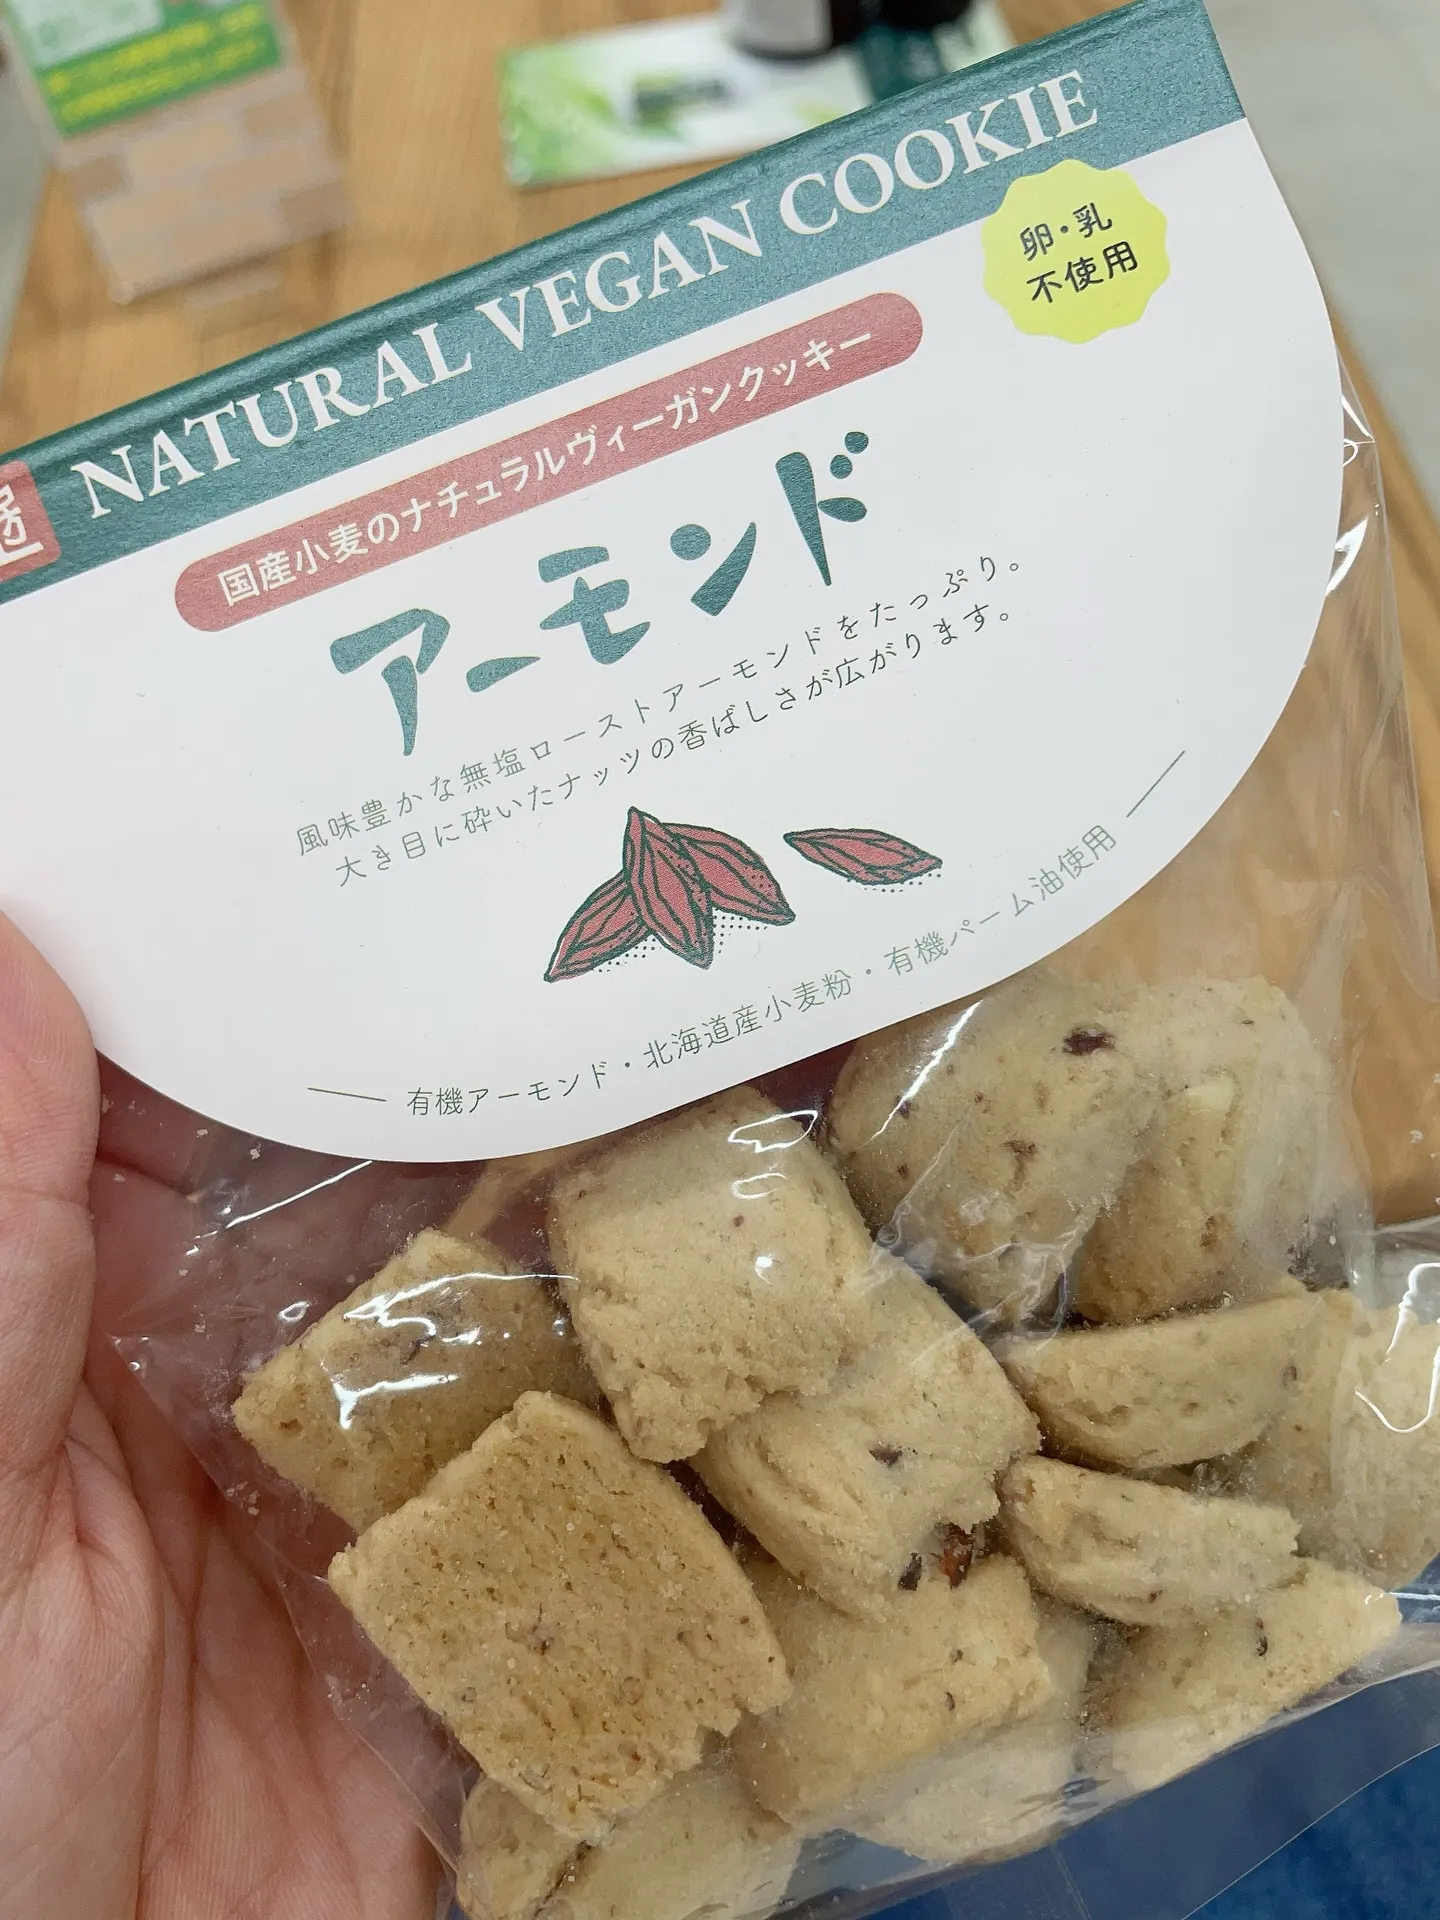 NATURAL VEGAN COOKIE
卵・乳
不使用
国産小麦のナチュラルヴィーガンクッキー
アーモンド
風味豊かな無塩ローストアーモンドをたっぷり。
大き目に砕いたナッツの香ばしさが広がります。
有機アーモンド・北海道産小麦粉・有機パーム油使用